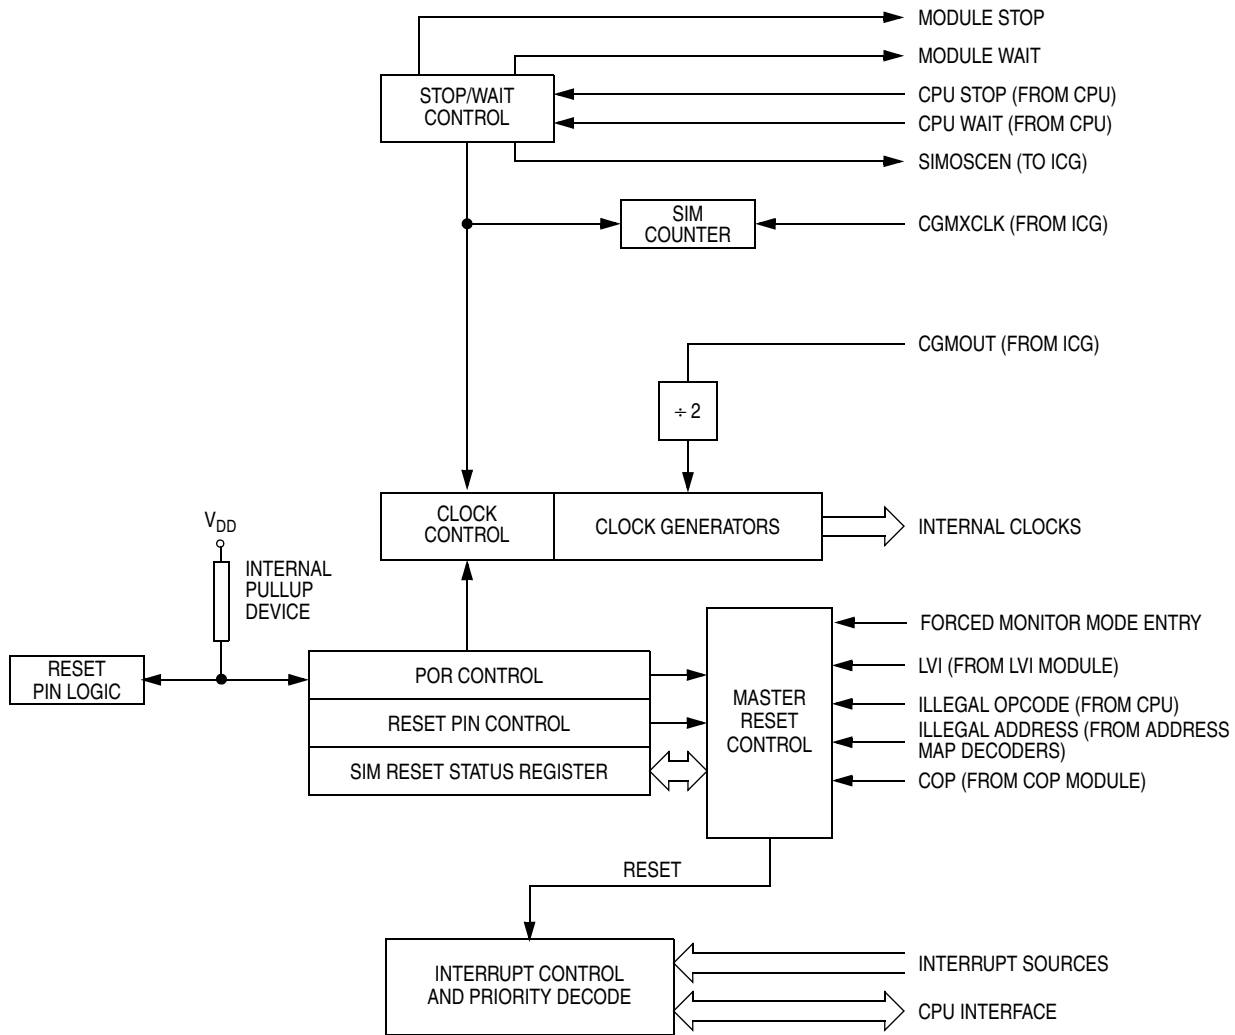 MODULE STOP
MODULE WAIT
STOP/WAIT
CONTROL
CPU STOP (FROM CPU)
CPU WAIT (FROM CPU)
SIMOSCEN (TO ICG)
SIM
COUNTER
CGMXCLK (FROM ICG)
CGMOUT (FROM ICG)
÷ 2
CLOCK
CONTROL
CLOCK GENERATORS
INTERNAL CLOCKS
VDD
INTERNAL
PULLUP
DEVICE
RESET
PIN LOGIC
POR CONTROL
RESET PIN CONTROL
SIM RESET STATUS REGISTER
MASTER
RESET
CONTROL
FORCED MONITOR MODE ENTRY
LVI (FROM LVI MODULE)
ILLEGAL OPCODE (FROM CPU)
ILLEGAL ADDRESS (FROM ADDRESS
MAP DECODERS)
COP (FROM COP MODULE)
RESET
INTERRUPT CONTROL
AND PRIORITY DECODE
INTERRUPT SOURCES
CPU INTERFACE